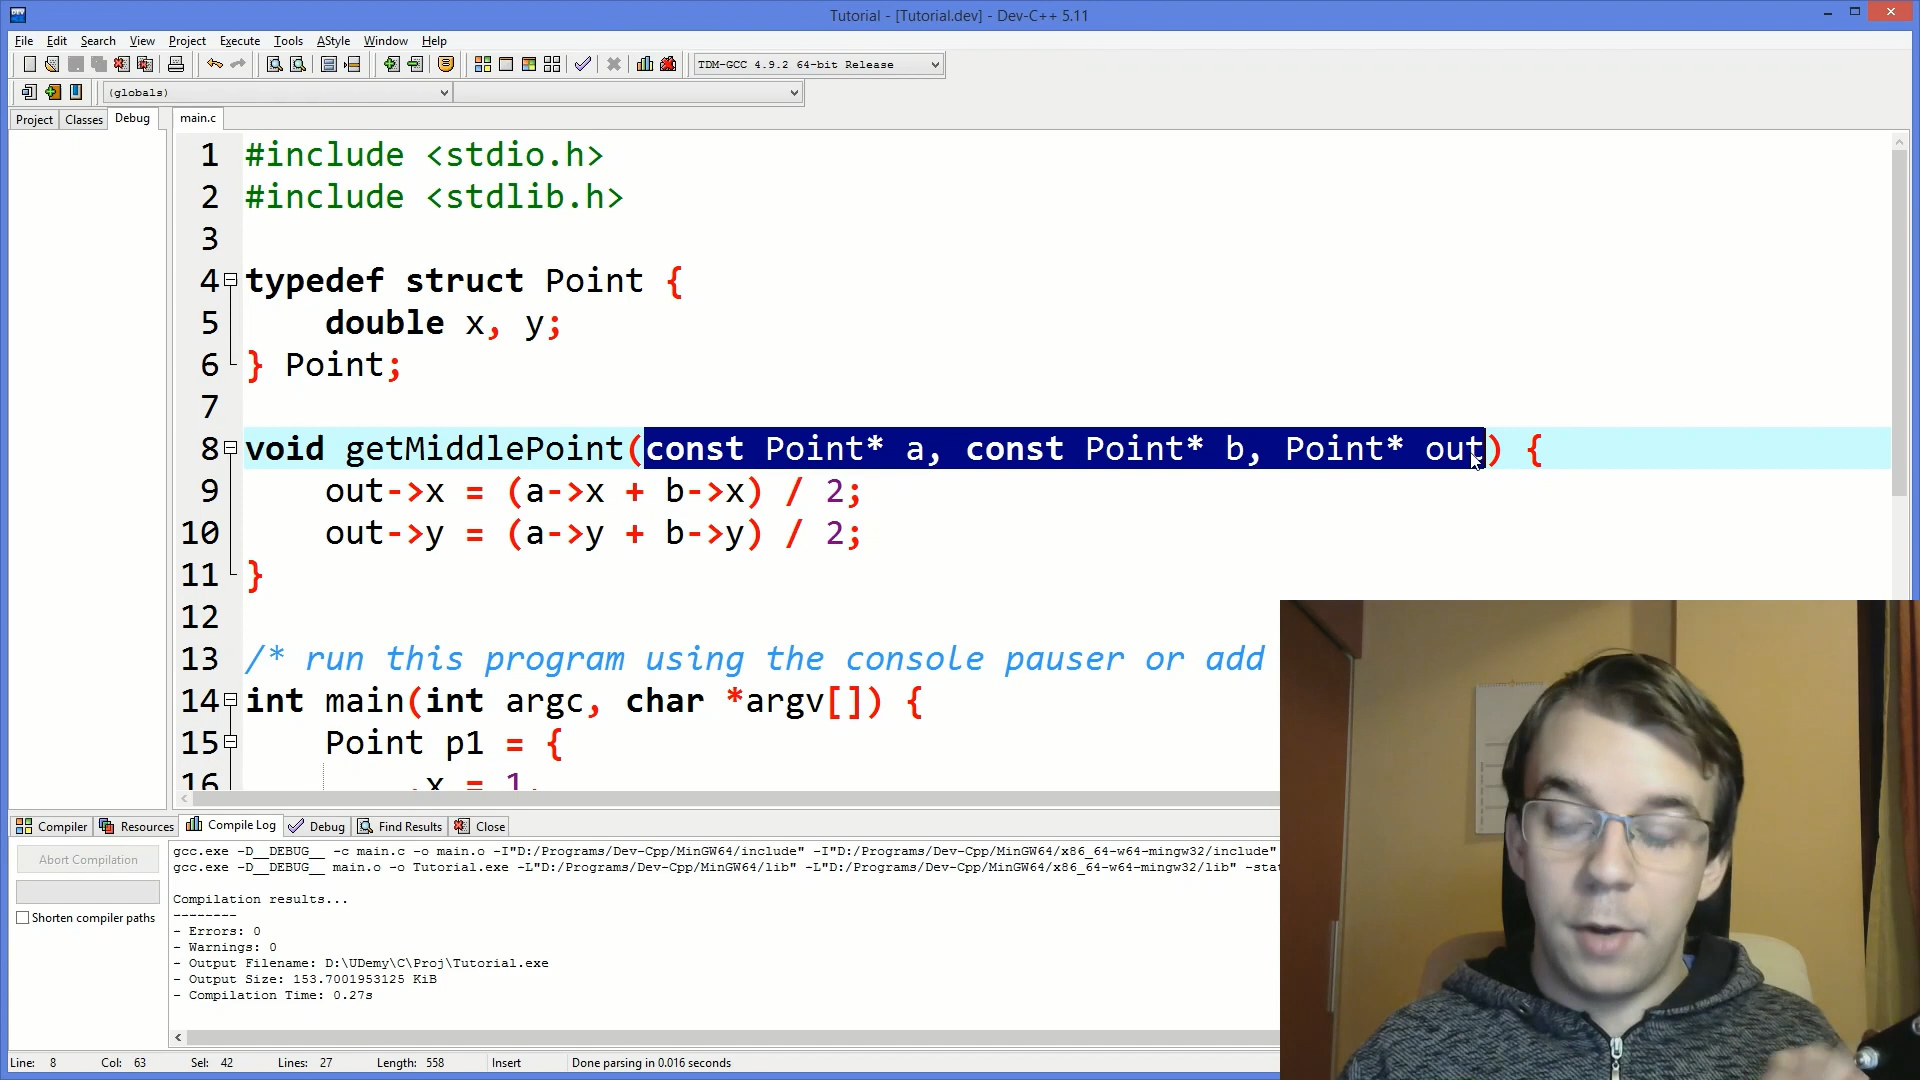 Tutorial - [Tutorial.dev] - Dev-C++ 5.11
File Edit Search View Project Execute Tools AStyle Window Help
TDM-GCC 4.9.2 64-bit Release
(globals)
Project Classes Debug main.c
1 #include <stdio.h>
2 #include <stdlib.h>
3
4 typedef struct Point {
5 double x, y;
6 } Point;
7
8 void getMiddlePoint(const Point* a, const Point* b, Point* out) {
9 out->x = (a->x + b->x) / 2;
10 out->y = (a->y + b->y) / 2;
11 }
12
13 /* run this program using the console pauser or add
14 int main(int argc, char *argv[]) {
15 Point p1 = {
16 .x = 1,
Compiler Resources Compile Log Debug Find Results Close
Abort Compilation
Shorten compiler paths
gcc.exe -D__DEBUG__ -c main.c -o main.o -I"D:/Programs/Dev-Cpp/MinGW64/include" -I"D:/Programs/Dev-Cpp/MinGW64/x86_64-w64-mingw32/include"
gcc.exe -D__DEBUG__ main.o -o Tutorial.exe -L"D:/Programs/Dev-Cpp/MinGW64/lib" -L"D:/Programs/Dev-Cpp/MinGW64/x86_64-w64-mingw32/lib" -stat
Compilation results...
--------
- Errors: 0
- Warnings: 0
- Output Filename: D:\UDemy\C\Proj\Tutorial.exe
- Output Size: 153.7001953125 KiB
- Compilation Time: 0.27s
Line: 8 Col: 63 Sel: 42 Lines: 27 Length: 558 Insert Done parsing in 0.016 seconds